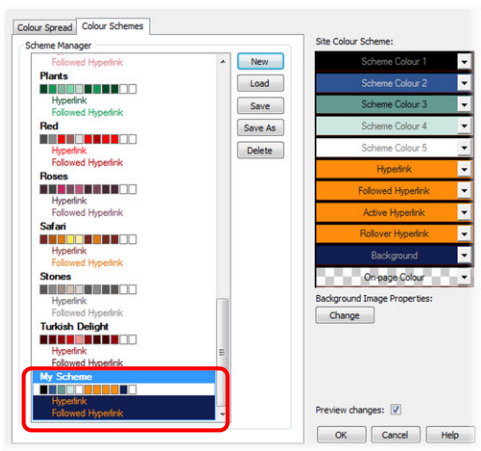 Colour Spread
Colour Schemes
Scheme Manager
Followed Hyperlink
Plants
Hyperlink
Followed Hyperlink
Red
Hyperlink
Followed Hyperlink
Roses
Hyperlink
Followed Hyperlink
Safari
Hyperlink
Followed Hyperlink
Stones
Hyperlink
Followed Hyperlink
Turkish Delight
Hyperlink
Followed Hyperlink
My Scheme
Hyperlink
Followed Hyperlink
New
Load
Save
Save As
Delete
Site Colour Scheme:
Scheme Colour 1
Scheme Colour 2
Scheme Colour 3
Scheme Colour 4
Scheme Colour 5
Hyperlink
Followed Hyperlink
Active Hyperlink
Rollover Hyperlink
Background
On-page Colour
Background Image Properties:
Change
Preview changes:
OK
Cancel
Help